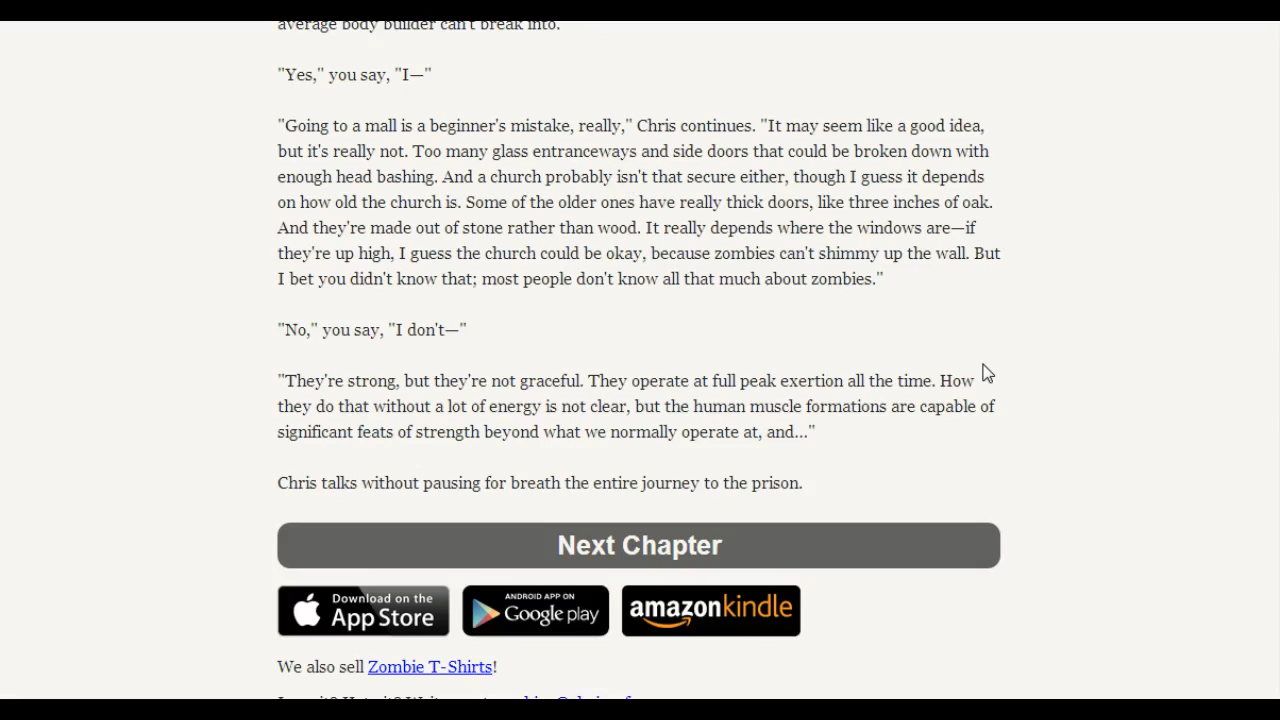 average body builder can't break into.
"Yes," you say, "I—"
"Going to a mall is a beginner's mistake, really," Chris continues. "It may seem like a good idea,
but it's really not. Too many glass entranceways and side doors that could be broken down with
enough head bashing. And a church probably isn't that secure either, though I guess it depends
on how old the church is. Some of the older ones have really thick doors, like three inches of oak.
And they're made out of stone rather than wood. It really depends where the windows are—if
they're up high, I guess the church could be okay, because zombies can't shimmy up the wall. But
I bet you didn't know that; most people don't know all that much about zombies."
"No," you say, "I don't—"
"They're strong, but they're not graceful. They operate at full peak exertion all the time. How
they do that without a lot of energy is not clear, but the human muscle formations are capable of
significant feats of strength beyond what we normally operate at, and..."
Chris talks without pausing for breath the entire journey to the prison.
Next Chapter
Download on the
App Store
ANDROID APP ON
Google play
amazonkindle
We also sell Zombie T-Shirts!